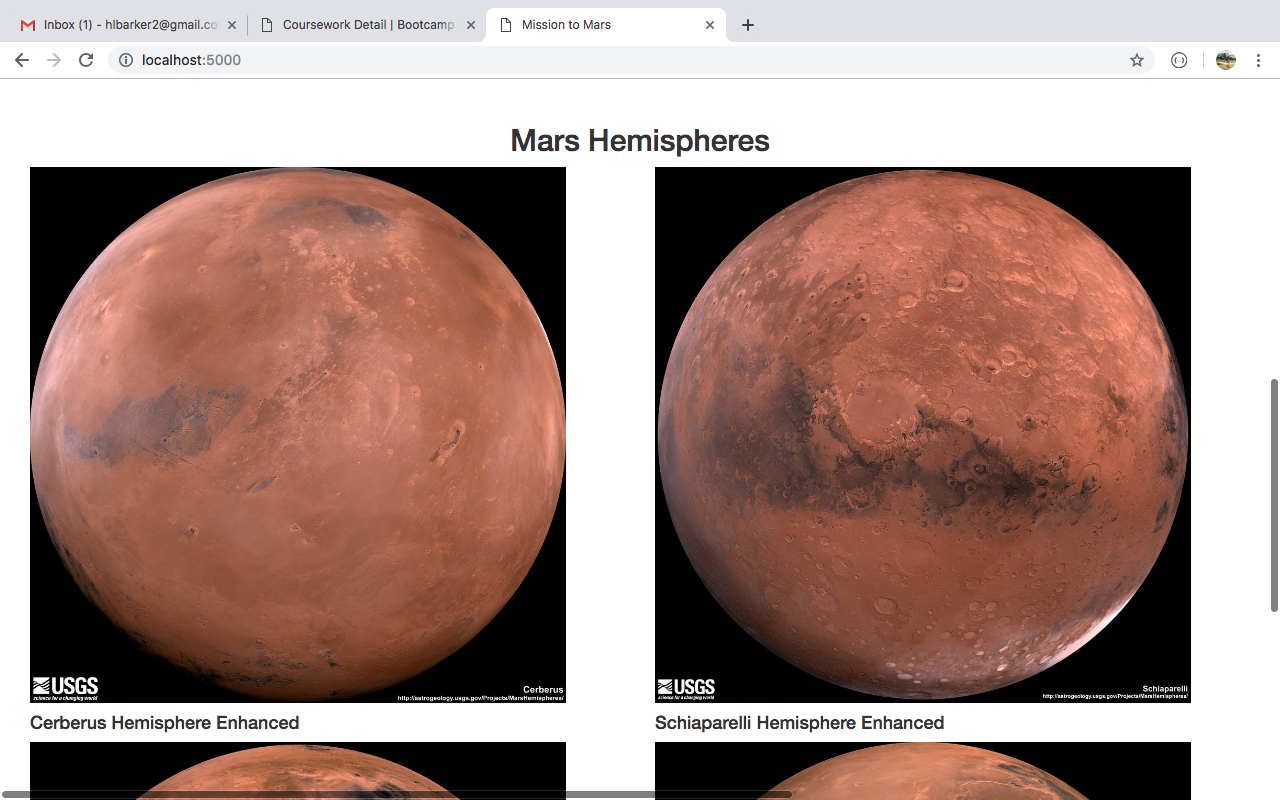 Inbox (1) - hlbarker2@gmail.co
Coursework Detail | Bootcamp
Mission to Mars
localhost:5000
Mars Hemispheres
USGS
science for a changing world
Cerberus
http://astrogeology.usgs.gov/Projects/MarsHemispheres/
USGS
science for a changing world
Schiaparelli
http://astrogeology.usgs.gov/Projects/MarsHemispheres/
Cerberus Hemisphere Enhanced
Schiaparelli Hemisphere Enhanced